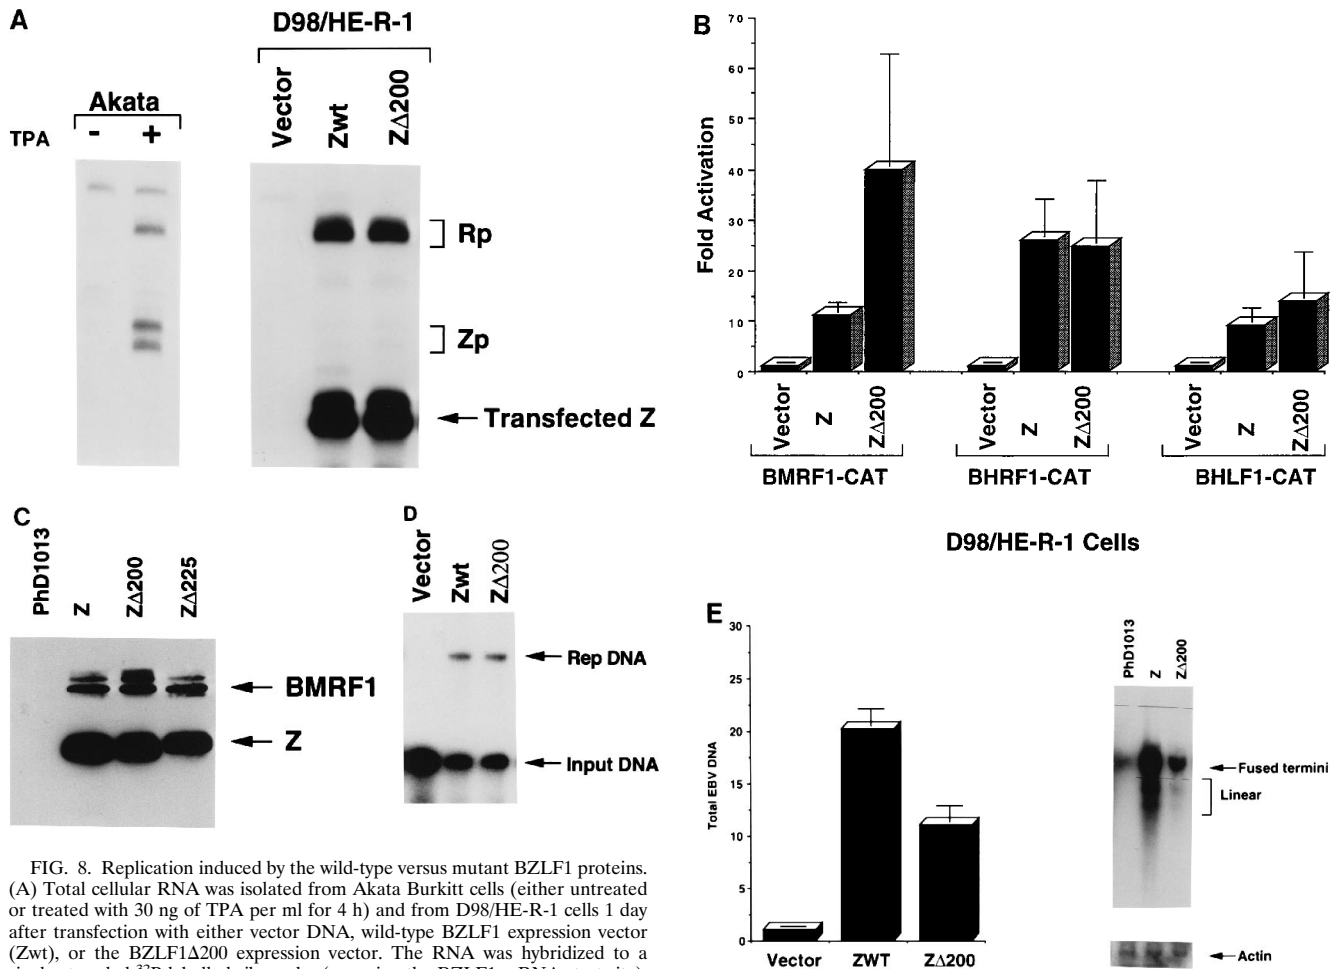 A
D98/HE-R-1
Akata
TPA - +
Vector
Zwt
ZΔ200
Rp
Zp
Transfected Z
B
Fold Activation
70
60
50
40
30
20
10
0
Vector
Z
ZΔ200
Vector
Z
ZΔ200
Vector
Z
ZΔ200
BMRF1-CAT BHRF1-CAT BHLF1-CAT
C
PhD1013
Z
ZΔ200
ZΔ225
BMRF1
Z
D
Vector
Zwt
ZΔ200
Rep DNA
Input DNA
D98/HE-R-1 Cells
E
Total EBV DNA
30
25
20
15
10
5
0
Vector ZWT ZΔ200
PhD1013
Z
ZΔ200
Fused termini
Linear
Actin
FIG. 8. Replication induced by the wild-type versus mutant BZLF1 proteins.
(A) Total cellular RNA was isolated from Akata Burkitt cells (either untreated
or treated with 30 ng of TPA per ml for 4 h) and from D98/HE-R-1 cells 1 day
after transfection with either vector DNA, wild-type BZLF1 expression vector
(Zwt), or the BZLF1Δ200 expression vector. The RNA was hybridized to a